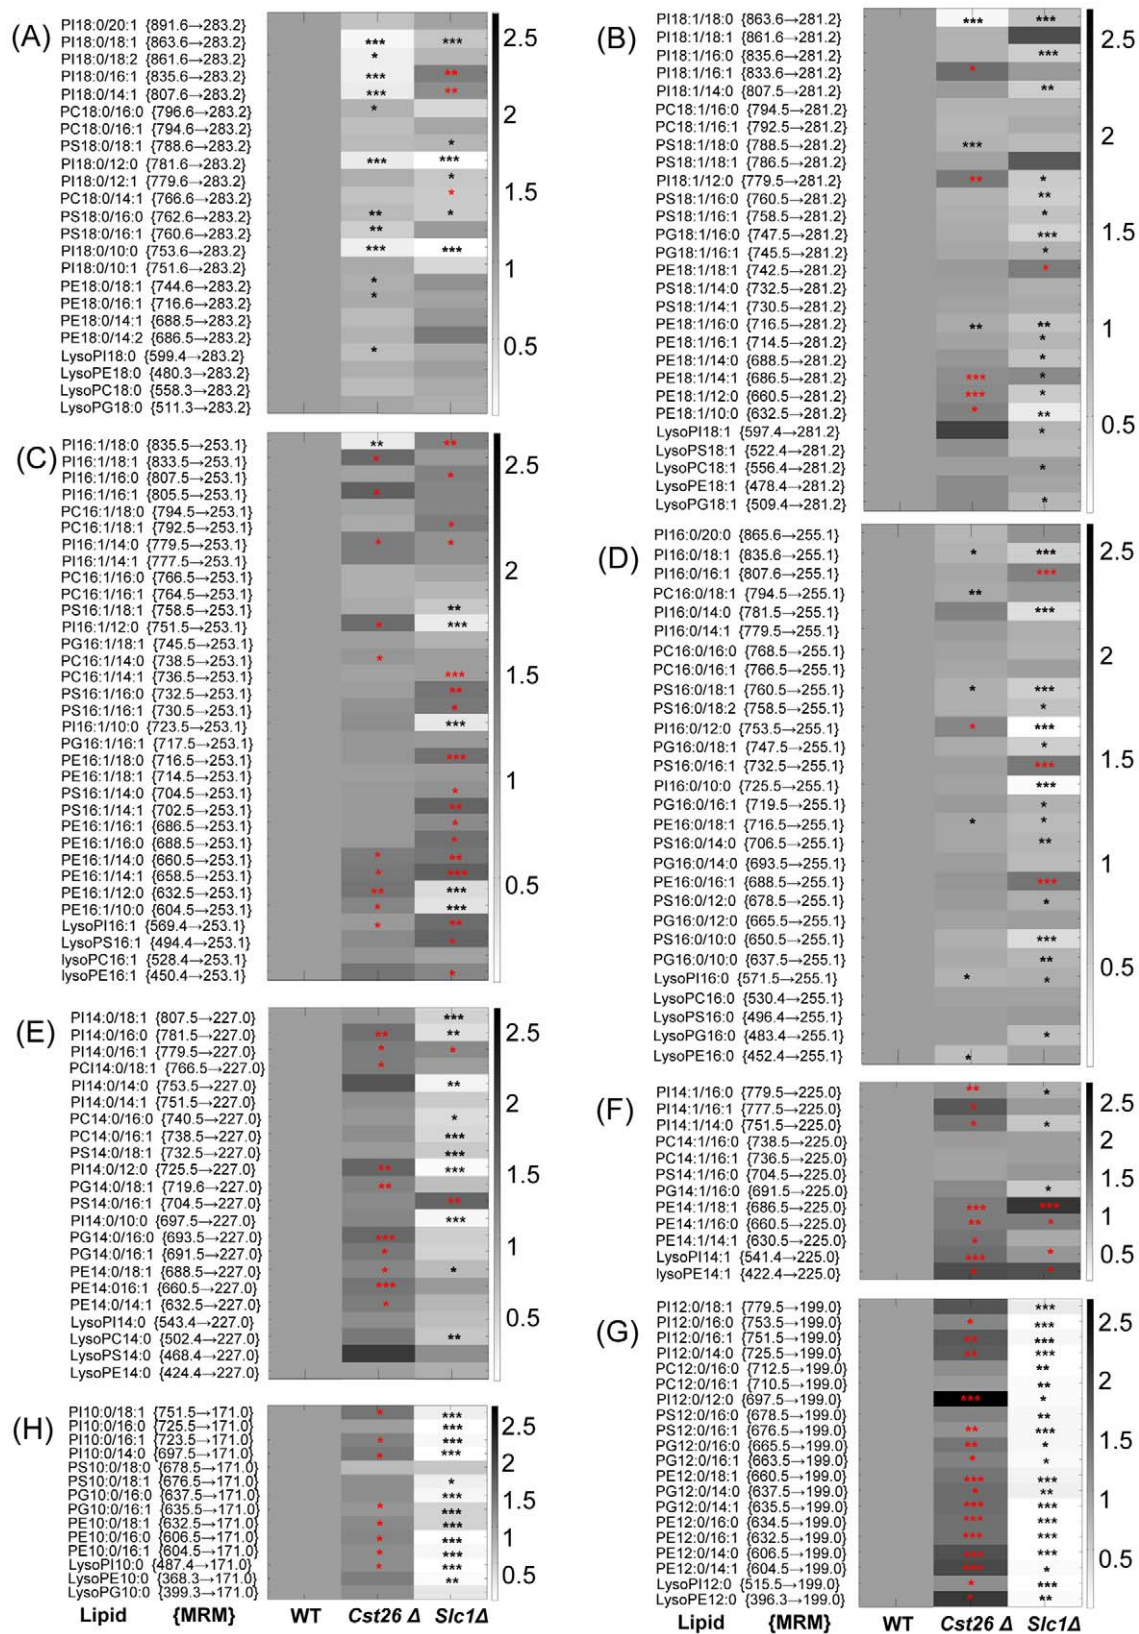 (A)
PI18:0/20:1 {891.6→283.2}
PI18:0/18:1 {863.6→283.2} *** ***
PI18:0/18:2 {861.6→283.2} *
PI18:0/16:1 {835.6→283.2} *** **
PI18:0/14:1 {807.6→283.2} *** **
PC18:0/16:0 {796.6→283.2} *
PC18:0/16:1 {794.6→283.2}
PS18:0/18:1 {788.6→283.2} *
PI18:0/12:0 {781.6→283.2} *** ***
PI18:0/12:1 {779.6→283.2} *
PC18:0/14:1 {766.6→283.2} *
PS18:0/16:0 {762.6→283.2} ** *
PS18:0/16:1 {760.6→283.2} **
PI18:0/10:0 {753.6→283.2} *** ***
PI18:0/10:1 {751.6→283.2}
PE18:0/18:1 {744.6→283.2} *
PE18:0/16:1 {716.6→283.2} *
PE18:0/14:1 {688.5→283.2}
PE18:0/14:2 {686.5→283.2}
LysoPI18:0 {599.4→283.2} *
LysoPE18:0 {480.3→283.2}
LysoPC18:0 {558.3→283.2}
LysoPG18:0 {511.3→283.2}
2.5
2
1.5
1
0.5
(B)
PI18:1/18:0 {863.6→281.2} *** ***
PI18:1/18:1 {861.6→281.2}
PI18:1/16:0 {835.6→281.2} ***
PI18:1/16:1 {833.6→281.2} *
PI18:1/14:0 {807.5→281.2} **
PC18:1/16:0 {794.5→281.2}
PC18:1/16:1 {792.5→281.2}
PS18:1/18:0 {788.5→281.2} ***
PS18:1/18:1 {786.5→281.2}
PI18:1/12:0 {779.5→281.2} ** *
PS18:1/16:0 {760.5→281.2} **
PS18:1/16:1 {758.5→281.2} *
PG18:1/16:0 {747.5→281.2} ***
PG18:1/16:1 {745.5→281.2} *
PE18:1/18:1 {742.5→281.2} *
PS18:1/14:0 {732.5→281.2}
PS18:1/14:1 {730.5→281.2}
PE18:1/16:0 {716.5→281.2} ** **
PE18:1/16:1 {714.5→281.2} *
PE18:1/14:0 {688.5→281.2} *
PE18:1/14:1 {686.5→281.2} *** *
PE18:1/12:0 {660.5→281.2} *** *
PE18:1/10:0 {632.5→281.2} * **
LysoPI18:1 {597.4→281.2} *
LysoPS18:1 {522.4→281.2}
LysoPC18:1 {556.4→281.2} *
LysoPE18:1 {478.4→281.2}
LysoPG18:1 {509.4→281.2} *
2.5
2
1.5
1
0.5
(C)
PI16:1/18:0 {835.5→253.1} ** **
PI16:1/18:1 {833.5→253.1} *
PI16:1/16:0 {807.5→253.1} *
PI16:1/16:1 {805.5→253.1} *
PC16:1/18:0 {794.5→253.1}
PC16:1/18:1 {792.5→253.1} *
PI16:1/14:0 {779.5→253.1} * *
PI16:1/14:1 {777.5→253.1}
PC16:1/16:0 {766.5→253.1}
PC16:1/16:1 {764.5→253.1}
PS16:1/18:1 {758.5→253.1} **
PI16:1/12:0 {751.5→253.1} * ***
PG16:1/18:1 {745.5→253.1}
PC16:1/14:0 {738.5→253.1} *
PC16:1/14:1 {736.5→253.1} ***
PS16:1/16:0 {732.5→253.1} **
PS16:1/16:1 {730.5→253.1} *
PI16:1/10:0 {723.5→253.1} ***
PG16:1/16:1 {717.5→253.1}
PE16:1/18:0 {716.5→253.1} ***
PE16:1/18:1 {714.5→253.1}
PS16:1/14:0 {704.5→253.1} *
PS16:1/14:1 {702.5→253.1} **
PE16:1/16:1 {686.5→253.1} *
PE16:1/16:0 {688.5→253.1} *
PE16:1/14:0 {660.5→253.1} * **
PE16:1/14:1 {658.5→253.1} * ***
PE16:1/12:0 {632.5→253.1} ** ***
PE16:1/10:0 {604.5→253.1} * ***
LysoPI16:1 {569.4→253.1} * **
LysoPS16:1 {494.4→253.1} *
lysoPC16:1 {528.4→253.1}
lysoPE16:1 {450.4→253.1} *
2.5
2
1.5
1
0.5
(D)
PI16:0/20:0 {865.6→255.1}
PI16:0/18:1 {835.6→255.1} * ***
PI16:0/16:1 {807.6→255.1} ***
PC16:0/18:1 {794.5→255.1} **
PI16:0/14:0 {781.5→255.1} ***
PI16:0/14:1 {779.5→255.1}
PC16:0/16:0 {768.5→255.1}
PC16:0/16:1 {766.5→255.1}
PS16:0/18:1 {760.5→255.1} * ***
PS16:0/18:2 {758.5→255.1} *
PI16:0/12:0 {753.5→255.1} * ***
PG16:0/18:1 {747.5→255.1} *
PS16:0/16:1 {732.5→255.1} ***
PI16:0/10:0 {725.5→255.1} ***
PG16:0/16:1 {719.5→255.1} *
PE16:0/18:1 {716.5→255.1} * *
PS16:0/14:0 {706.5→255.1} **
PG16:0/14:0 {693.5→255.1}
PE16:0/16:1 {688.5→255.1} ***
PS16:0/12:0 {678.5→255.1} *
PG16:0/12:0 {665.5→255.1}
PS16:0/10:0 {650.5→255.1} ***
PG16:0/10:0 {637.5→255.1} **
LysoPI16:0 {571.5→255.1} * *
LysoPC16:0 {530.4→255.1}
LysoPS16:0 {496.4→255.1}
LysoPG16:0 {483.4→255.1} *
LysoPE16:0 {452.4→255.1} *
2.5
2
1.5
1
0.5
(E)
PI14:0/18:1 {807.5→227.0} ***
PI14:0/16:0 {781.5→227.0} ** **
PI14:0/16:1 {779.5→227.0} * *
PCI14:0/18:1 {766.5→227.0} *
PI14:0/14:0 {753.5→227.0} **
PI14:0/14:1 {751.5→227.0}
PC14:0/16:0 {740.5→227.0} *
PC14:0/16:1 {738.5→227.0} ***
PS14:0/18:1 {732.5→227.0} ***
PI14:0/12:0 {725.5→227.0} ** ***
PG14:0/18:1 {719.6→227.0} **
PS14:0/16:1 {704.5→227.0} **
PI14:0/10:0 {697.5→227.0} ***
PG14:0/16:0 {693.5→227.0} ***
PG14:0/16:1 {691.5→227.0} *
PE14:0/18:1 {688.5→227.0} * *
PE14:016:1 {660.5→227.0} ***
PE14:0/14:1 {632.5→227.0} *
LysoPI14:0 {543.4→227.0}
LysoPC14:0 {502.4→227.0} **
LysoPS14:0 {468.4→227.0}
LysoPE14:0 {424.4→227.0}
2.5
2
1.5
1
0.5
(F)
PI14:1/16:0 {779.5→225.0} ** *
PI14:1/16:1 {777.5→225.0} *
PI14:1/14:0 {751.5→225.0} * *
PC14:1/16:0 {738.5→225.0}
PC14:1/16:1 {736.5→225.0}
PS14:1/16:0 {704.5→225.0}
PG14:1/16:0 {691.5→225.0} *
PE14:1/18:1 {686.5→225.0} *** ***
PE14:1/16:0 {660.5→225.0} ** *
PE14:1/14:1 {630.5→225.0} *
LysoPI14:1 {541.4→225.0} *** *
lysoPE14:1 {422.4→225.0} * *
2.5
2
1.5
1
0.5
(G)
PI12:0/18:1 {779.5→199.0} ***
PI12:0/16:0 {753.5→199.0} * ***
PI12:0/16:1 {751.5→199.0} ** ***
PI12:0/14:0 {725.5→199.0} ** ***
PC12:0/16:0 {712.5→199.0} **
PC12:0/16:1 {710.5→199.0} **
PI12:0/12:0 {697.5→199.0} *** *
PS12:0/16:0 {678.5→199.0} **
PS12:0/16:1 {676.5→199.0} ** ***
PG12:0/16:0 {665.5→199.0} ** *
PG12:0/16:1 {663.5→199.0} * *
PE12:0/18:1 {660.5→199.0} *** ***
PG12:0/14:0 {637.5→199.0} * **
PG12:0/14:1 {635.5→199.0} *** ***
PE12:0/16:0 {634.5→199.0} *** ***
PE12:0/16:1 {632.5→199.0} *** ***
PE12:0/14:0 {606.5→199.0} *** ***
PE12:0/14:1 {604.5→199.0} *** *
LysoPI12:0 {515.5→199.0} * ***
LysoPE12:0 {396.3→199.0} * **
2.5
2
1.5
1
0.5
(H)
PI10:0/18:1 {751.5→171.0} * ***
PI10:0/16:0 {725.5→171.0} ***
PI10:0/16:1 {723.5→171.0} * ***
PI10:0/14:0 {697.5→171.0} * ***
PS10:0/18:0 {678.5→171.0}
PS10:0/18:1 {676.5→171.0} *
PG10:0/16:0 {637.5→171.0} ***
PG10:0/16:1 {635.5→171.0} * ***
PE10:0/18:1 {632.5→171.0} * ***
PE10:0/16:0 {606.5→171.0} * ***
PE10:0/16:1 {604.5→171.0} * ***
LysoPI10:0 {487.4→171.0} * ***
LysoPE10:0 {368.3→171.0} **
LysoPG10:0 {399.3→171.0}
2.5
2
1.5
1
0.5
Lipid {MRM} WT Cst26 Δ Slc1Δ
Lipid {MRM} WT Cst26 Δ Slc1Δ